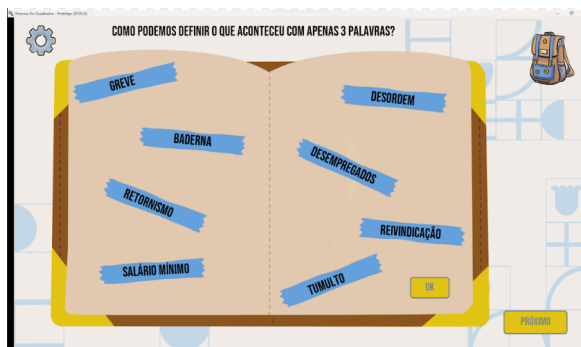 COMO PODEMOS DEFINIR O QUE ACONTECEU COM APENAS 3 PALAVRAS?
GREVE
DESORDEM
BADERNA
DESEMPREGADOS
RETORNISMO
REIVINDICAÇÃO
SALÁRIO MÍNIMO
TUMULTO
OK
PRÓXIMO